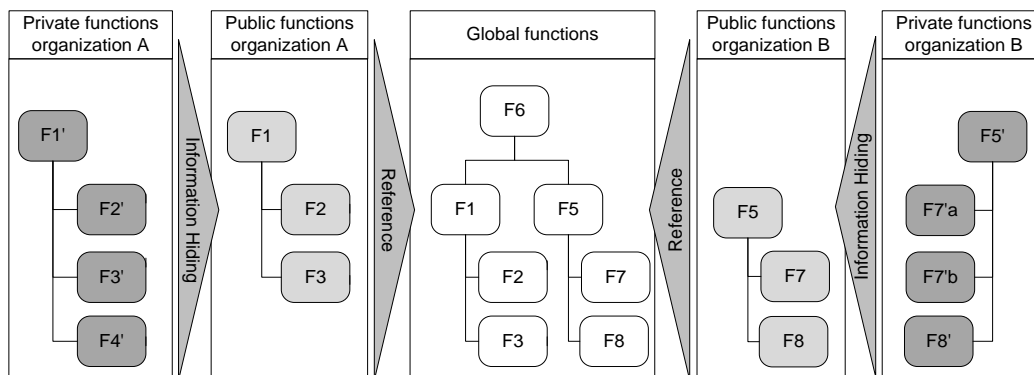 Private functions
organization A
Public functions
organization A
Global functions
Public functions
organization B
Private functions
organization B
F1'
F2'
F3'
F4'
Information Hiding
F1
F2
F3
Reference
F6
F1
F5
F2
F7
F3
F8
Reference
F5
F7
F8
Information Hiding
F5'
F7'a
F7'b
F8'